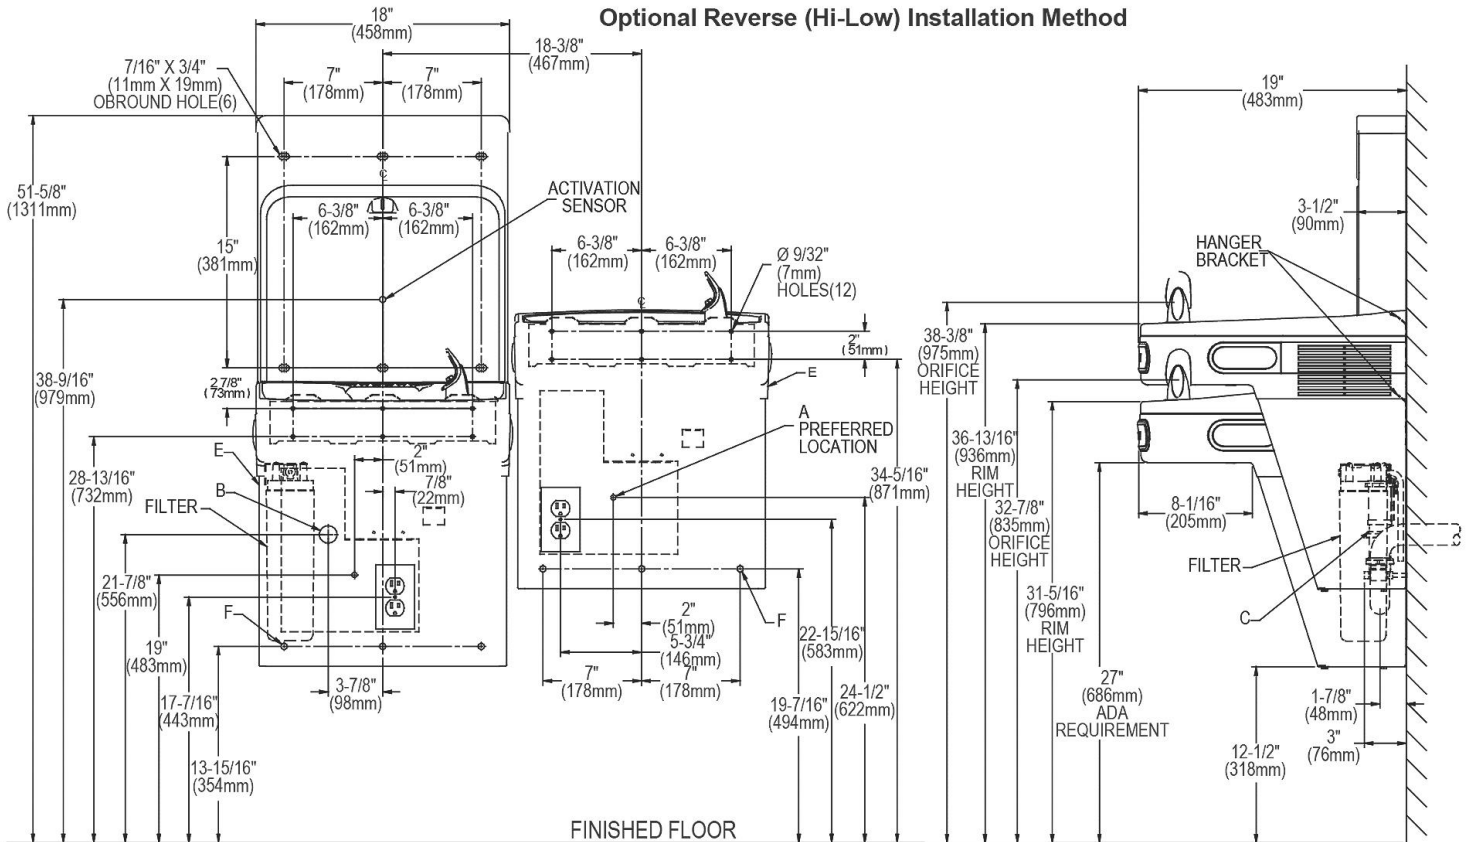 Optional Reverse (Hi-Low) Installation Method
18"
(458mm)
18-3/8"
(467mm)
7/16" X 3/4"
(11mm X 19mm)
OBROUND HOLE(6)
7"
(178mm)
7"
(178mm)
19"
(483mm)
51-5/8"
(1311mm)
℄
ACTIVATION
SENSOR
6-3/8"
(162mm)
6-3/8"
(162mm)
15"
(381mm)
6-3/8"
(162mm)
6-3/8"
(162mm)
Ø 9/32"
(7mm)
HOLES(12)
3-1/2"
(90mm)
HANGER
BRACKET
℄
2"
(51mm)
38-3/8"
(975mm)
ORIFICE
HEIGHT
38-9/16"
(979mm)
2 7/8"
(73mm)
E
A
PREFERRED
LOCATION
36-13/16"
(936mm)
RIM
HEIGHT
2"
(51mm)
7/8"
(22mm)
28-13/16"
(732mm)
E
B
FILTER
34-5/16"
(871mm)
32-7/8"
(835mm)
ORIFICE
HEIGHT
8-1/16"
(205mm)
FILTER
21-7/8"
(556mm)
F
31-5/16"
(796mm)
RIM
HEIGHT
C
2"
(51mm)
F
22-15/16"
(583mm)
5-3/4"
(146mm)
19"
(483mm)
7"
(178mm)
7"
(178mm)
3-7/8"
(98mm)
17-7/16"
(443mm)
19-7/16"
(494mm)
24-1/2"
(622mm)
27"
(686mm)
ADA
REQUIREMENT
1-7/8"
(48mm)
3"
(76mm)
13-15/16"
(354mm)
12-1/2"
(318mm)
FINISHED FLOOR